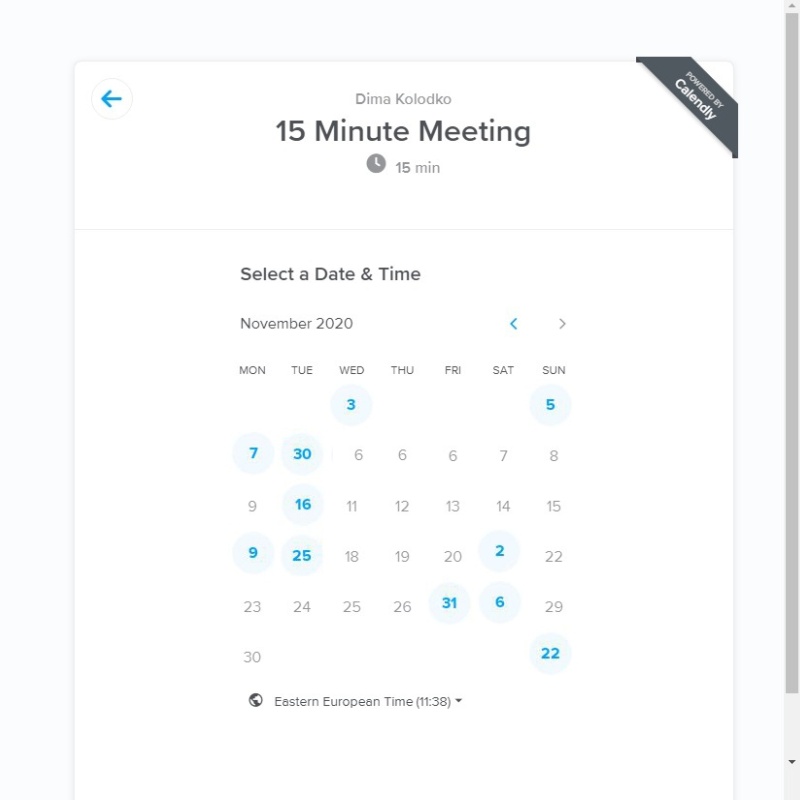 POWERED BY
Calendly
Dima Kolodko
15 Minute Meeting
15 min
Select a Date & Time
November 2020
MON TUE WED THU FRI SAT SUN
3 5
7 30 6 6 6 7 8
9 16 11 12 13 14 15
9 25 18 19 20 2 22
23 24 25 26 31 6 29
30 22
Eastern European Time (11:38)